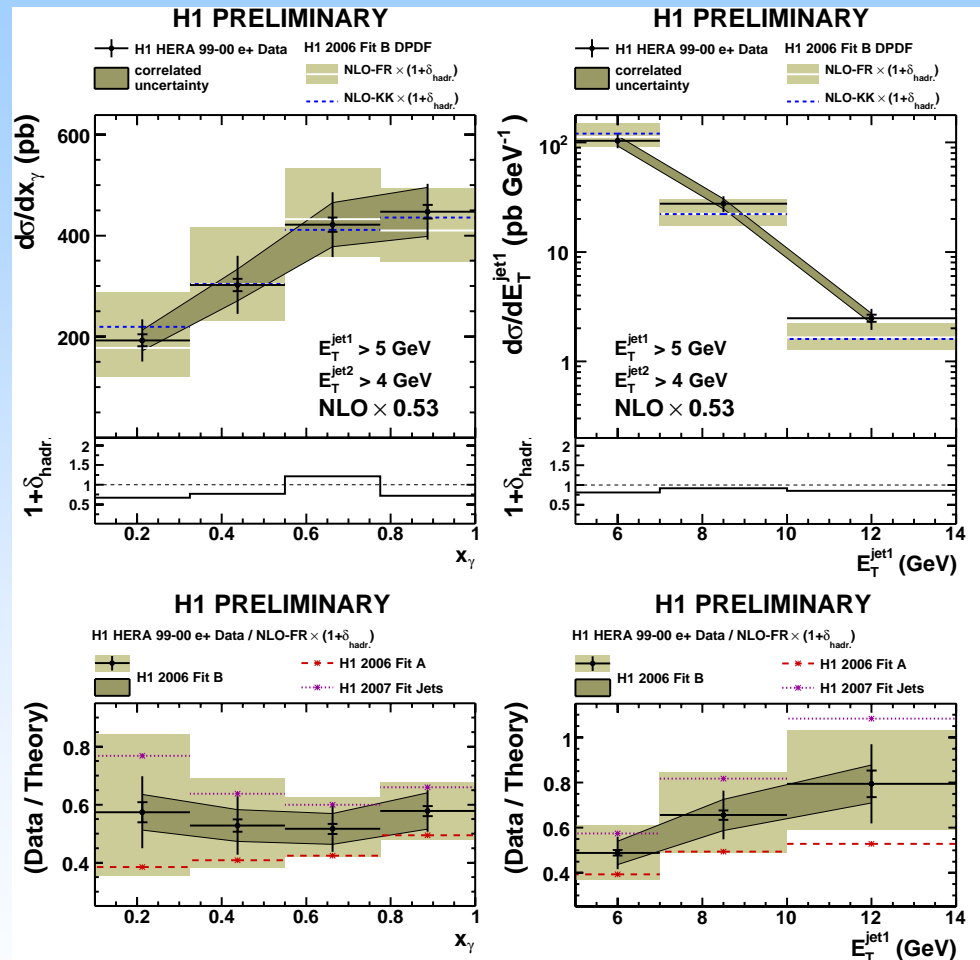 H1 PRELIMINARY
H1 HERA 99-00 e+ Data
H1 2006 Fit B DPDF
correlated uncertainty
NLO-FR × (1+δhadr.)
NLO-KK × (1+δhadr.)
dσ/dxγ (pb)
600
400
200
ETjet1 > 5 GeV
ETjet2 > 4 GeV
NLO × 0.53
1+δhadr.
2
1.5
1
0.5
0.2 0.4 0.6 0.8 1
xγ
H1 PRELIMINARY
H1 HERA 99-00 e+ Data
H1 2006 Fit B DPDF
correlated uncertainty
NLO-FR × (1+δhadr.)
NLO-KK × (1+δhadr.)
dσ/dETjet1 (pb GeV-1)
102
10
1
ETjet1 > 5 GeV
ETjet2 > 4 GeV
NLO × 0.53
1+δhadr.
2
1.5
1
0.5
6 8 10 12 14
ETjet1 (GeV)
H1 PRELIMINARY
H1 HERA 99-00 e+ Data / NLO-FR × (1+δhadr.)
H1 2006 Fit B
H1 2006 Fit A
H1 2007 Fit Jets
(Data / Theory)
0.8
0.6
0.4
0.2 0.4 0.6 0.8 1
xγ
H1 PRELIMINARY
H1 HERA 99-00 e+ Data / NLO-FR × (1+δhadr.)
H1 2006 Fit B
H1 2006 Fit A
H1 2007 Fit Jets
(Data / Theory)
1
0.8
0.6
0.4
6 8 10 12 14
ETjet1 (GeV)